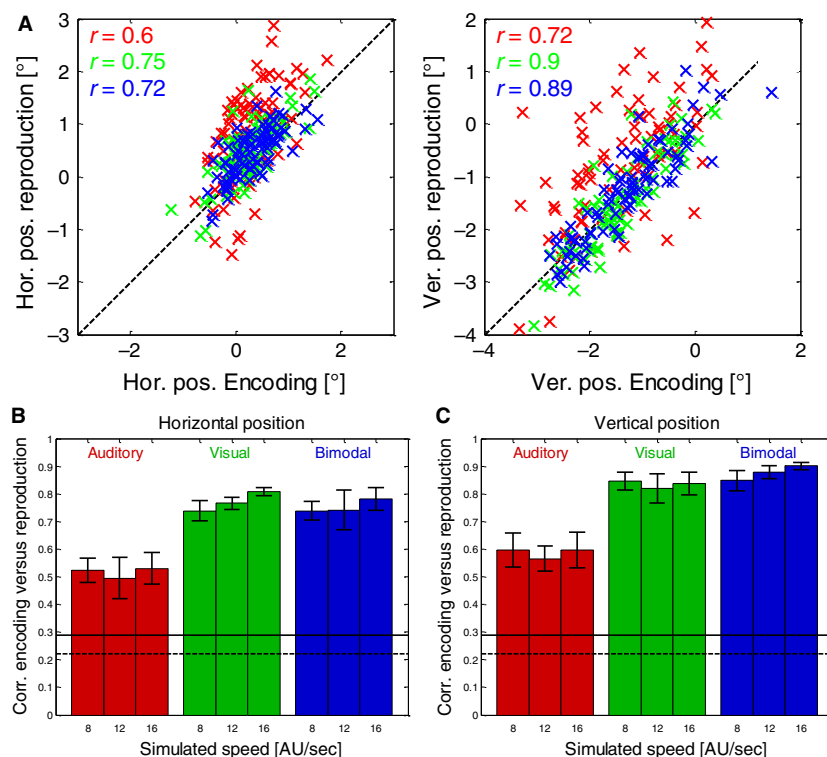 A
r = 0.6
r = 0.75
r = 0.72
Hor. pos. reproduction [°]
3
2
1
0
−1
−2
−3
−2
0
2
Hor. pos. Encoding [°]
r = 0.72
r = 0.9
r = 0.89
Ver. pos. reproduction [°]
2
1
0
−1
−2
−3
−4
−4
−2
0
2
Ver. pos. Encoding [°]
B
Horizontal position
Auditory
Visual
Bimodal
Corr. encoding versus reproduction
1
0.9
0.8
0.7
0.6
0.5
0.4
0.3
0.2
0.1
0
8 12 16 8 12 16 8 12 16
Simulated speed [AU/sec]
C
Vertical position
Auditory
Visual
Bimodal
Corr. encoding versus reproduction
1
0.9
0.8
0.7
0.6
0.5
0.4
0.3
0.2
0.1
0
8 12 16 8 12 16 8 12 16
Simulated speed [AU/sec]